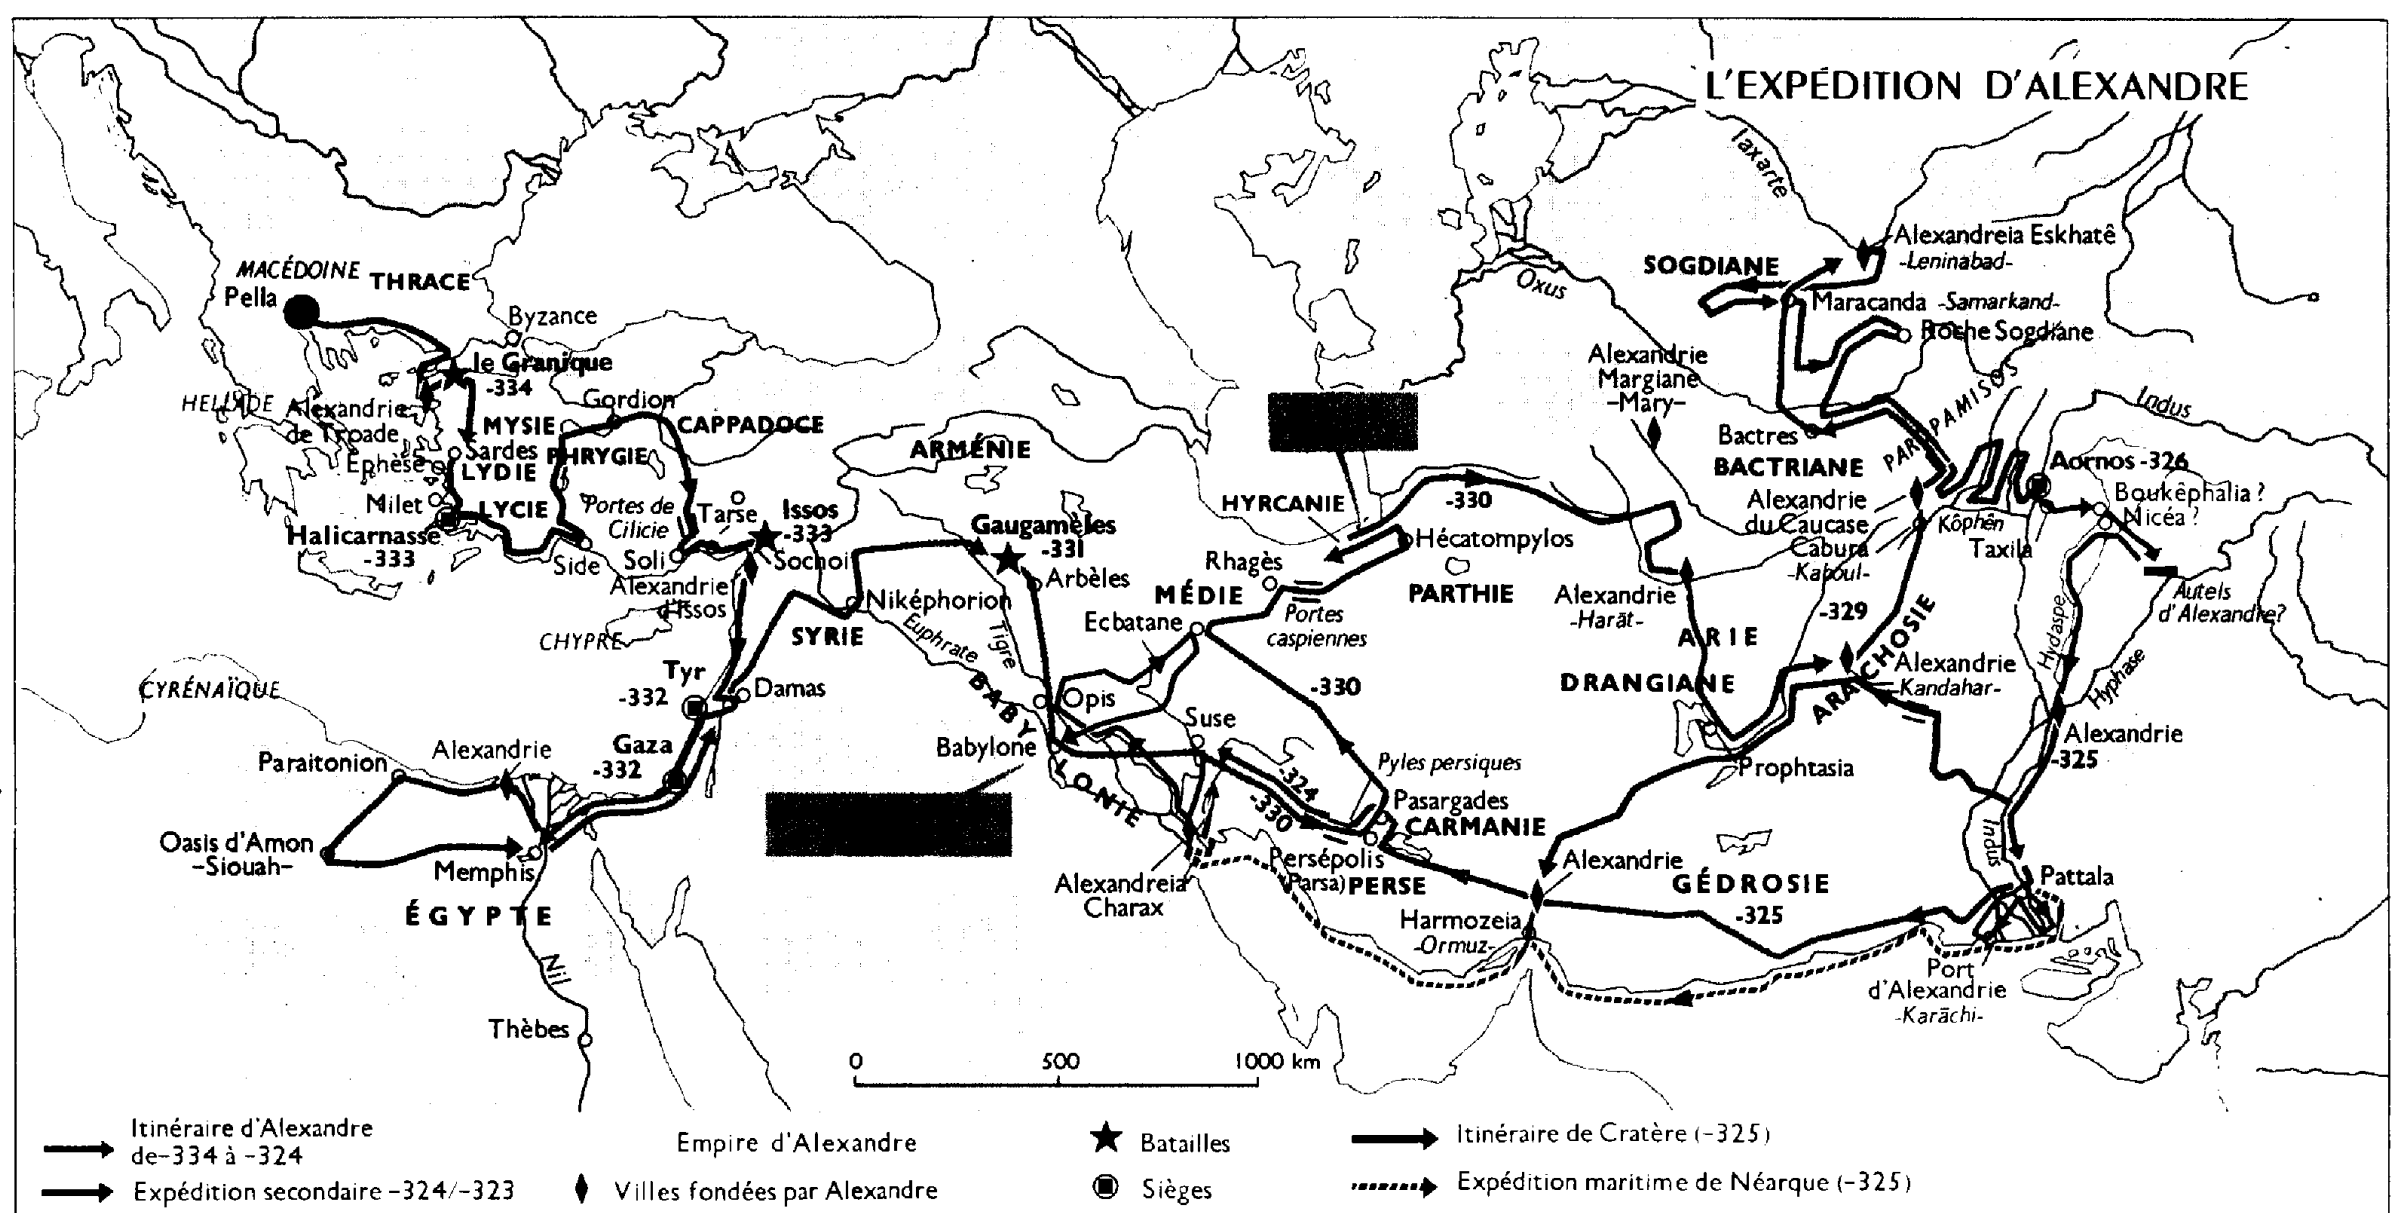 L'EXPÉDITION D'ALEXANDRE
Iaxarte
Alexandreia Eskhatê
-Leninabad-
SOGDIANE
Oxus
Maracanda -Samarkand-
Roche Sogdiane
MACÉDOINE
THRACE
Pella
Byzance
le Granique
-334
HELLADE
Alexandrie
de Troade
MYSIE
Gordion
CAPPADOCE
Sardes
PHRYGIE
Ephèse
LYDIE
Milet
LYCIE
Halicarnasse
-333
Portes de
Cilicie
Tarse
Issos
-333
Side
Soli
Sochoi
Alexandrie
d'Issos
CHYPRE
ARMÉNIE
Gaugamèles
-331
Arbèles
Niképhorion
Euphrate
Tigre
SYRIE
Tyr
-332
Damas
Gaza
-332
CYRÉNAÏQUE
Paraitonion
Alexandrie
Oasis d'Amon
-Siouah-
Memphis
ÉGYPTE
Nil
Thèbes
BABYLONIE
Opis
Babylone
Suse
Alexandreia
Charax
HYRCANIE
-330
Hécatompylos
Rhagès
MÉDIE
Ecbatane
Portes
caspiennes
PARTHIE
-330
-324
-330
Pyles persiques
Pasargades
CARMANIE
Persépolis
(Parsa)
PERSE
Alexandrie
Harmozeia
-Ormuz-
GÉDROSIE
-325
Alexandrie
Margiane
-Mary-
Bactres
BACTRIANE
PAROPAMISOS
Alexandrie
du Caucase
Cabura
-Kaboul-
Kôphên
Taxila
Aornos -326
Boukêphalia ?
Nicéa ?
Indus
Autels
d'Alexandre?
Alexandrie
-Harāt-
ARIE
-329
DRANGIANE
ARACHOSIE
Alexandrie
-Kandahar-
Prophtasia
Hydaspe
Hyphase
Alexandrie
-325
Indus
Pattala
Port
d'Alexandrie
-Karāchi-
0 500 1000 km
Itinéraire d'Alexandre
de-334 à -324
Expédition secondaire -324/-323
Empire d'Alexandre
Villes fondées par Alexandre
Batailles
Sièges
Itinéraire de Cratère (-325)
Expédition maritime de Néarque (-325)